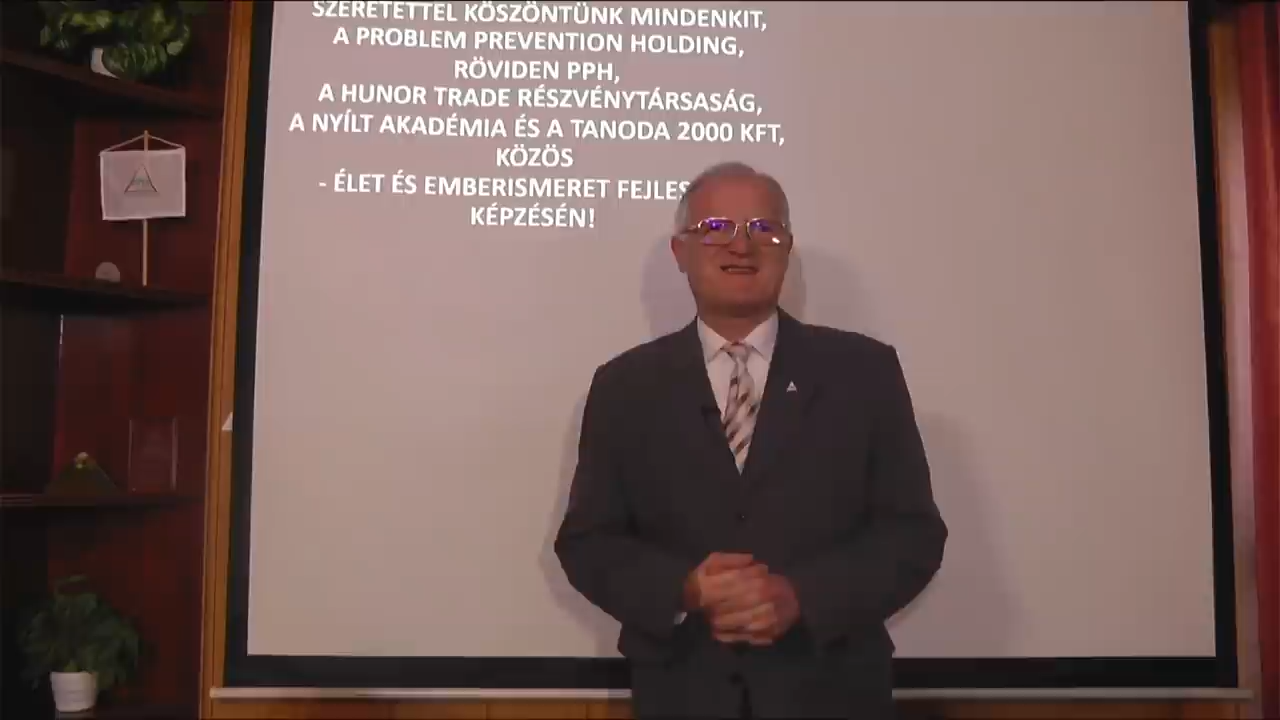 SZERETETTEL KÖSZÖNTÜNK MINDENKIT,
A PROBLEM PREVENTION HOLDING,
RÖVIDEN PPH,
A HUNOR TRADE RÉSZVÉNYTÁRSASÁG,
A NYÍLT AKADÉMIA ÉS A TANODA 2000 KFT,
KÖZÖS
- ÉLET ÉS EMBERISMERET FEJLES
KÉPZÉSÉN!